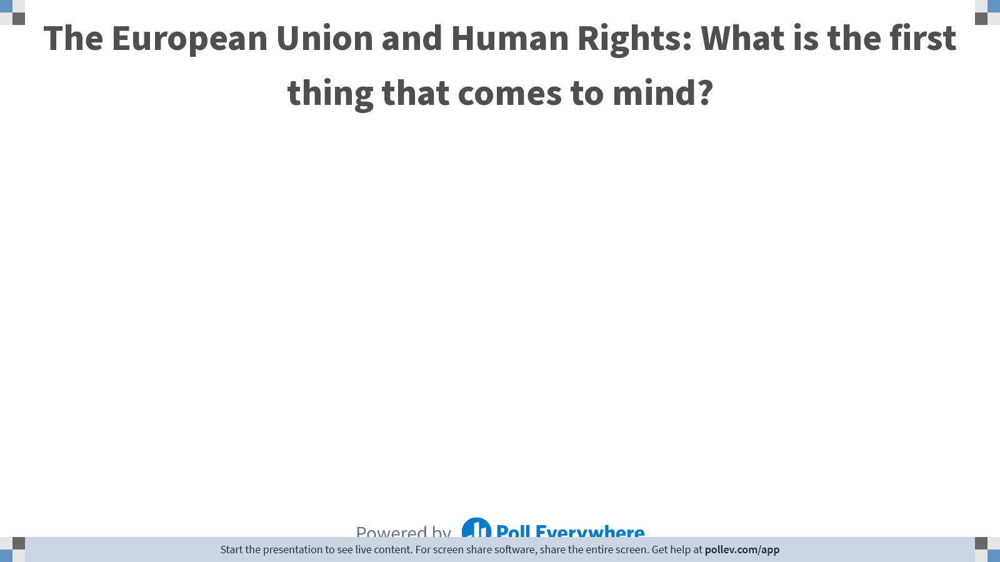 The European Union and Human Rights: What is the first
thing that comes to mind?
Powered by Poll Everywhere
Start the presentation to see live content. For screen share software, share the entire screen. Get help at pollev.com/app